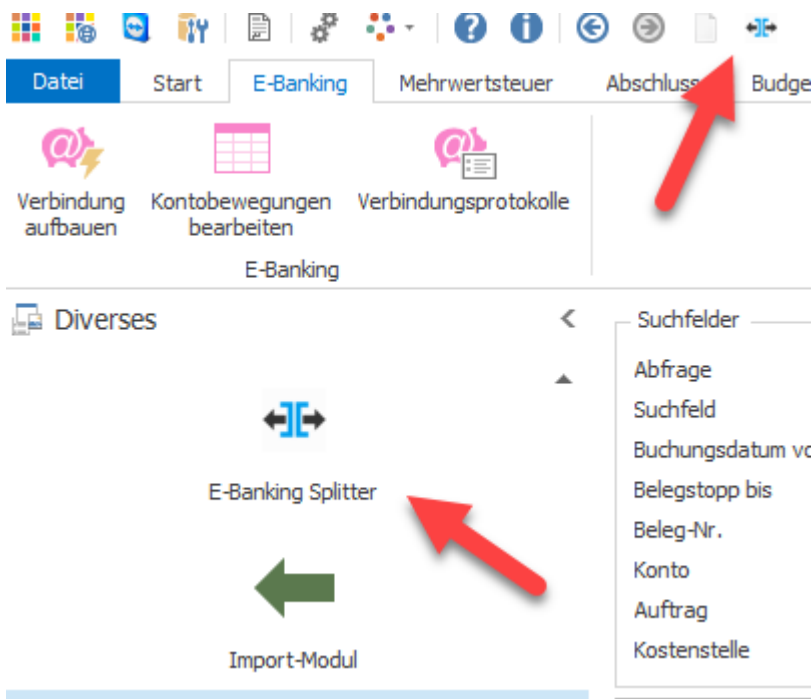 Datei Start E-Banking Mehrwertsteuer Abschluss Budge
Verbindung aufbauen
Kontobewegungen bearbeiten
Verbindungsprotokolle
E-Banking
Diverses
E-Banking Splitter
Import-Modul
Suchfelder
Abfrage
Suchfeld
Buchungsdatum vo
Belegstopp bis
Beleg-Nr.
Konto
Auftrag
Kostenstelle